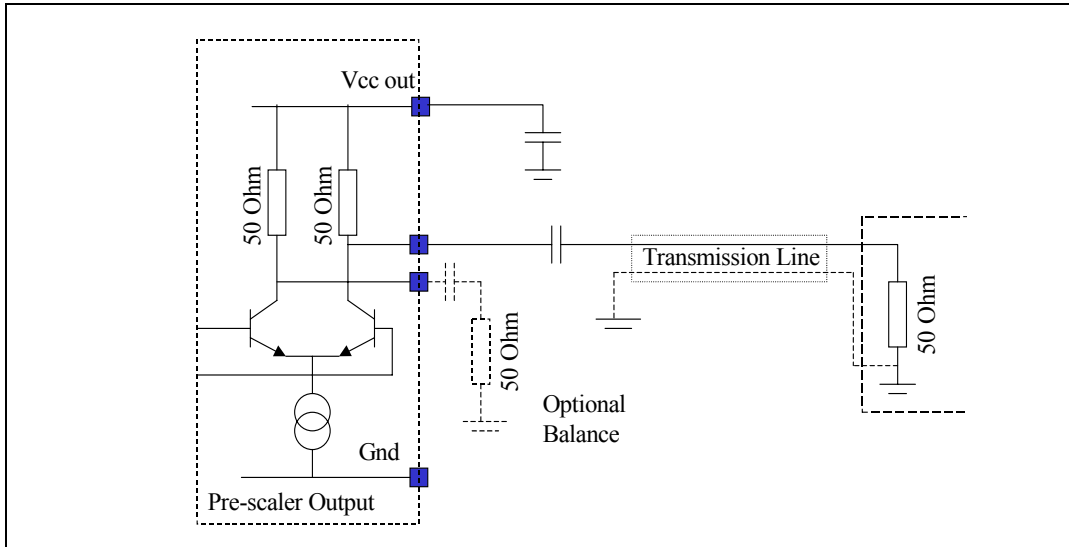 Vcc out
50 Ohm
50 Ohm
Transmission Line
50 Ohm
50 Ohm
Optional
Balance
Gnd
Pre-scaler Output